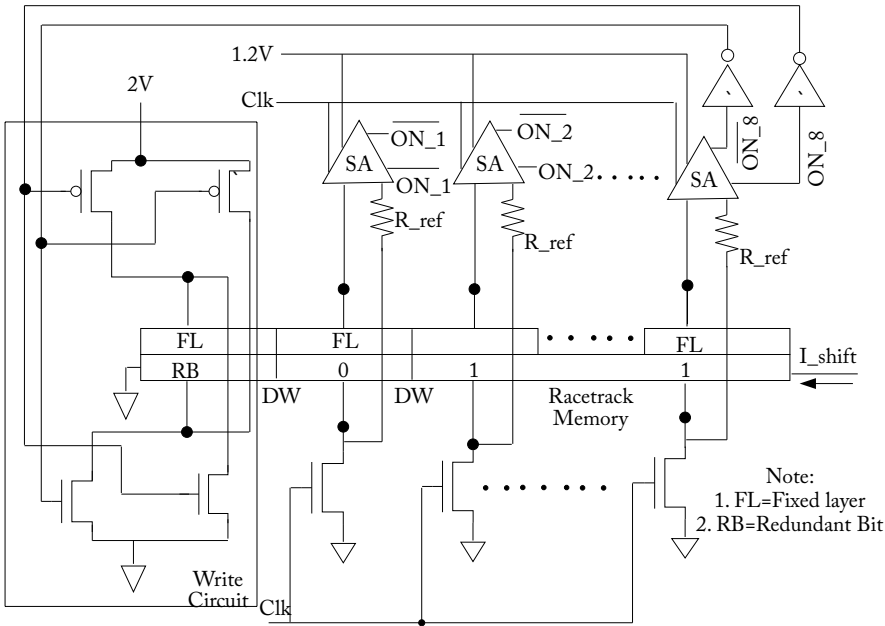 1.2V
2V
Clk
SA
ON_1
ON_1
R_ref
SA
ON_2
ON_2
R_ref
SA
ON_8
ON_8
R_ref
FL
FL
FL
RB
0
1
1
I_shift
DW
DW
Racetrack
Memory
Note:
1. FL=Fixed layer
2. RB=Redundant Bit
Write
Circuit
Clk